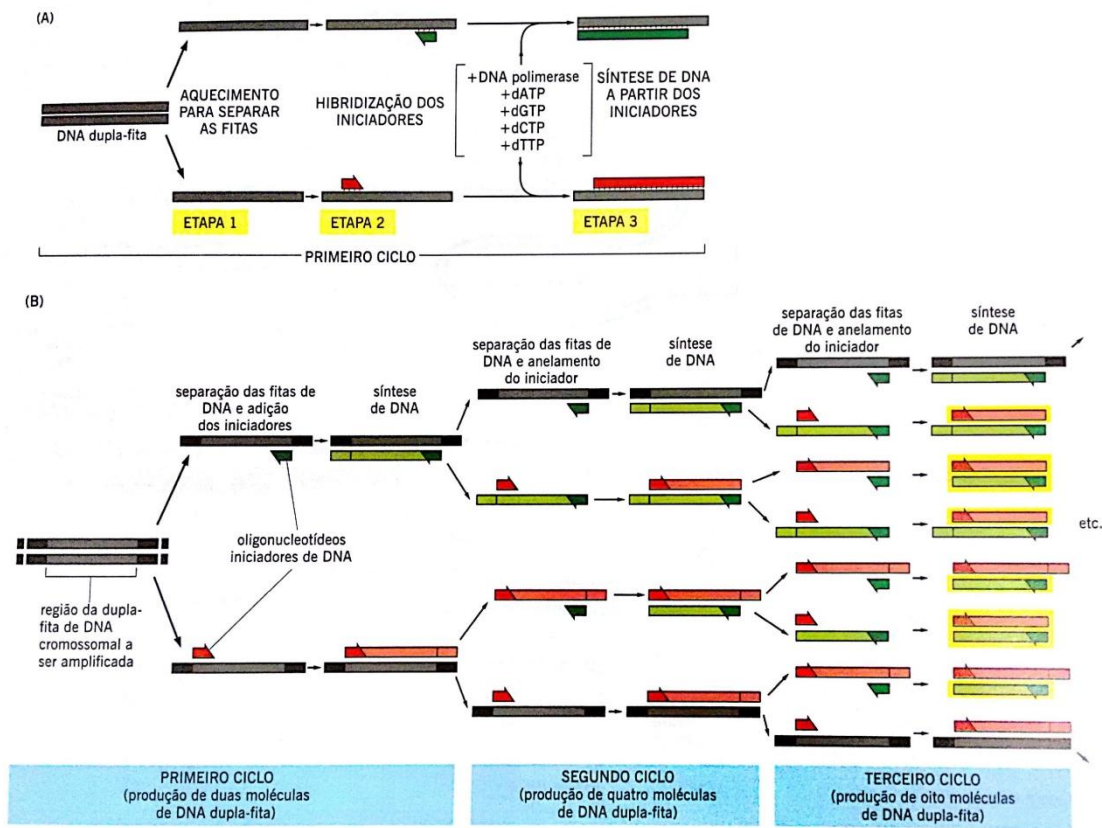 (A)
DNA dupla-fita
AQUECIMENTO
PARA SEPARAR
AS FITAS
HIBRIDIZAÇÃO DOS
INICIADORES
+DNA polimerase
+dATP
+dGTP
+dCTP
+dTTP
SÍNTESE DE DNA
A PARTIR DOS
INICIADORES
ETAPA 1
ETAPA 2
ETAPA 3
PRIMEIRO CICLO
(B)
separação das fitas de
DNA e adição
dos iniciadores
síntese
de DNA
separação das fitas de
DNA e anelamento
do iniciador
síntese
de DNA
separação das fitas
de DNA e anelamento
do iniciador
síntese
de DNA
oligonucleotídeos
iniciadores de DNA
região da dupla-
fita de DNA
cromossomal a
ser amplificada
etc.
PRIMEIRO CICLO
(produção de duas moléculas
de DNA dupla-fita)
SEGUNDO CICLO
(produção de quatro moléculas
de DNA dupla-fita)
TERCEIRO CICLO
(produção de oito moléculas
de DNA dupla-fita)